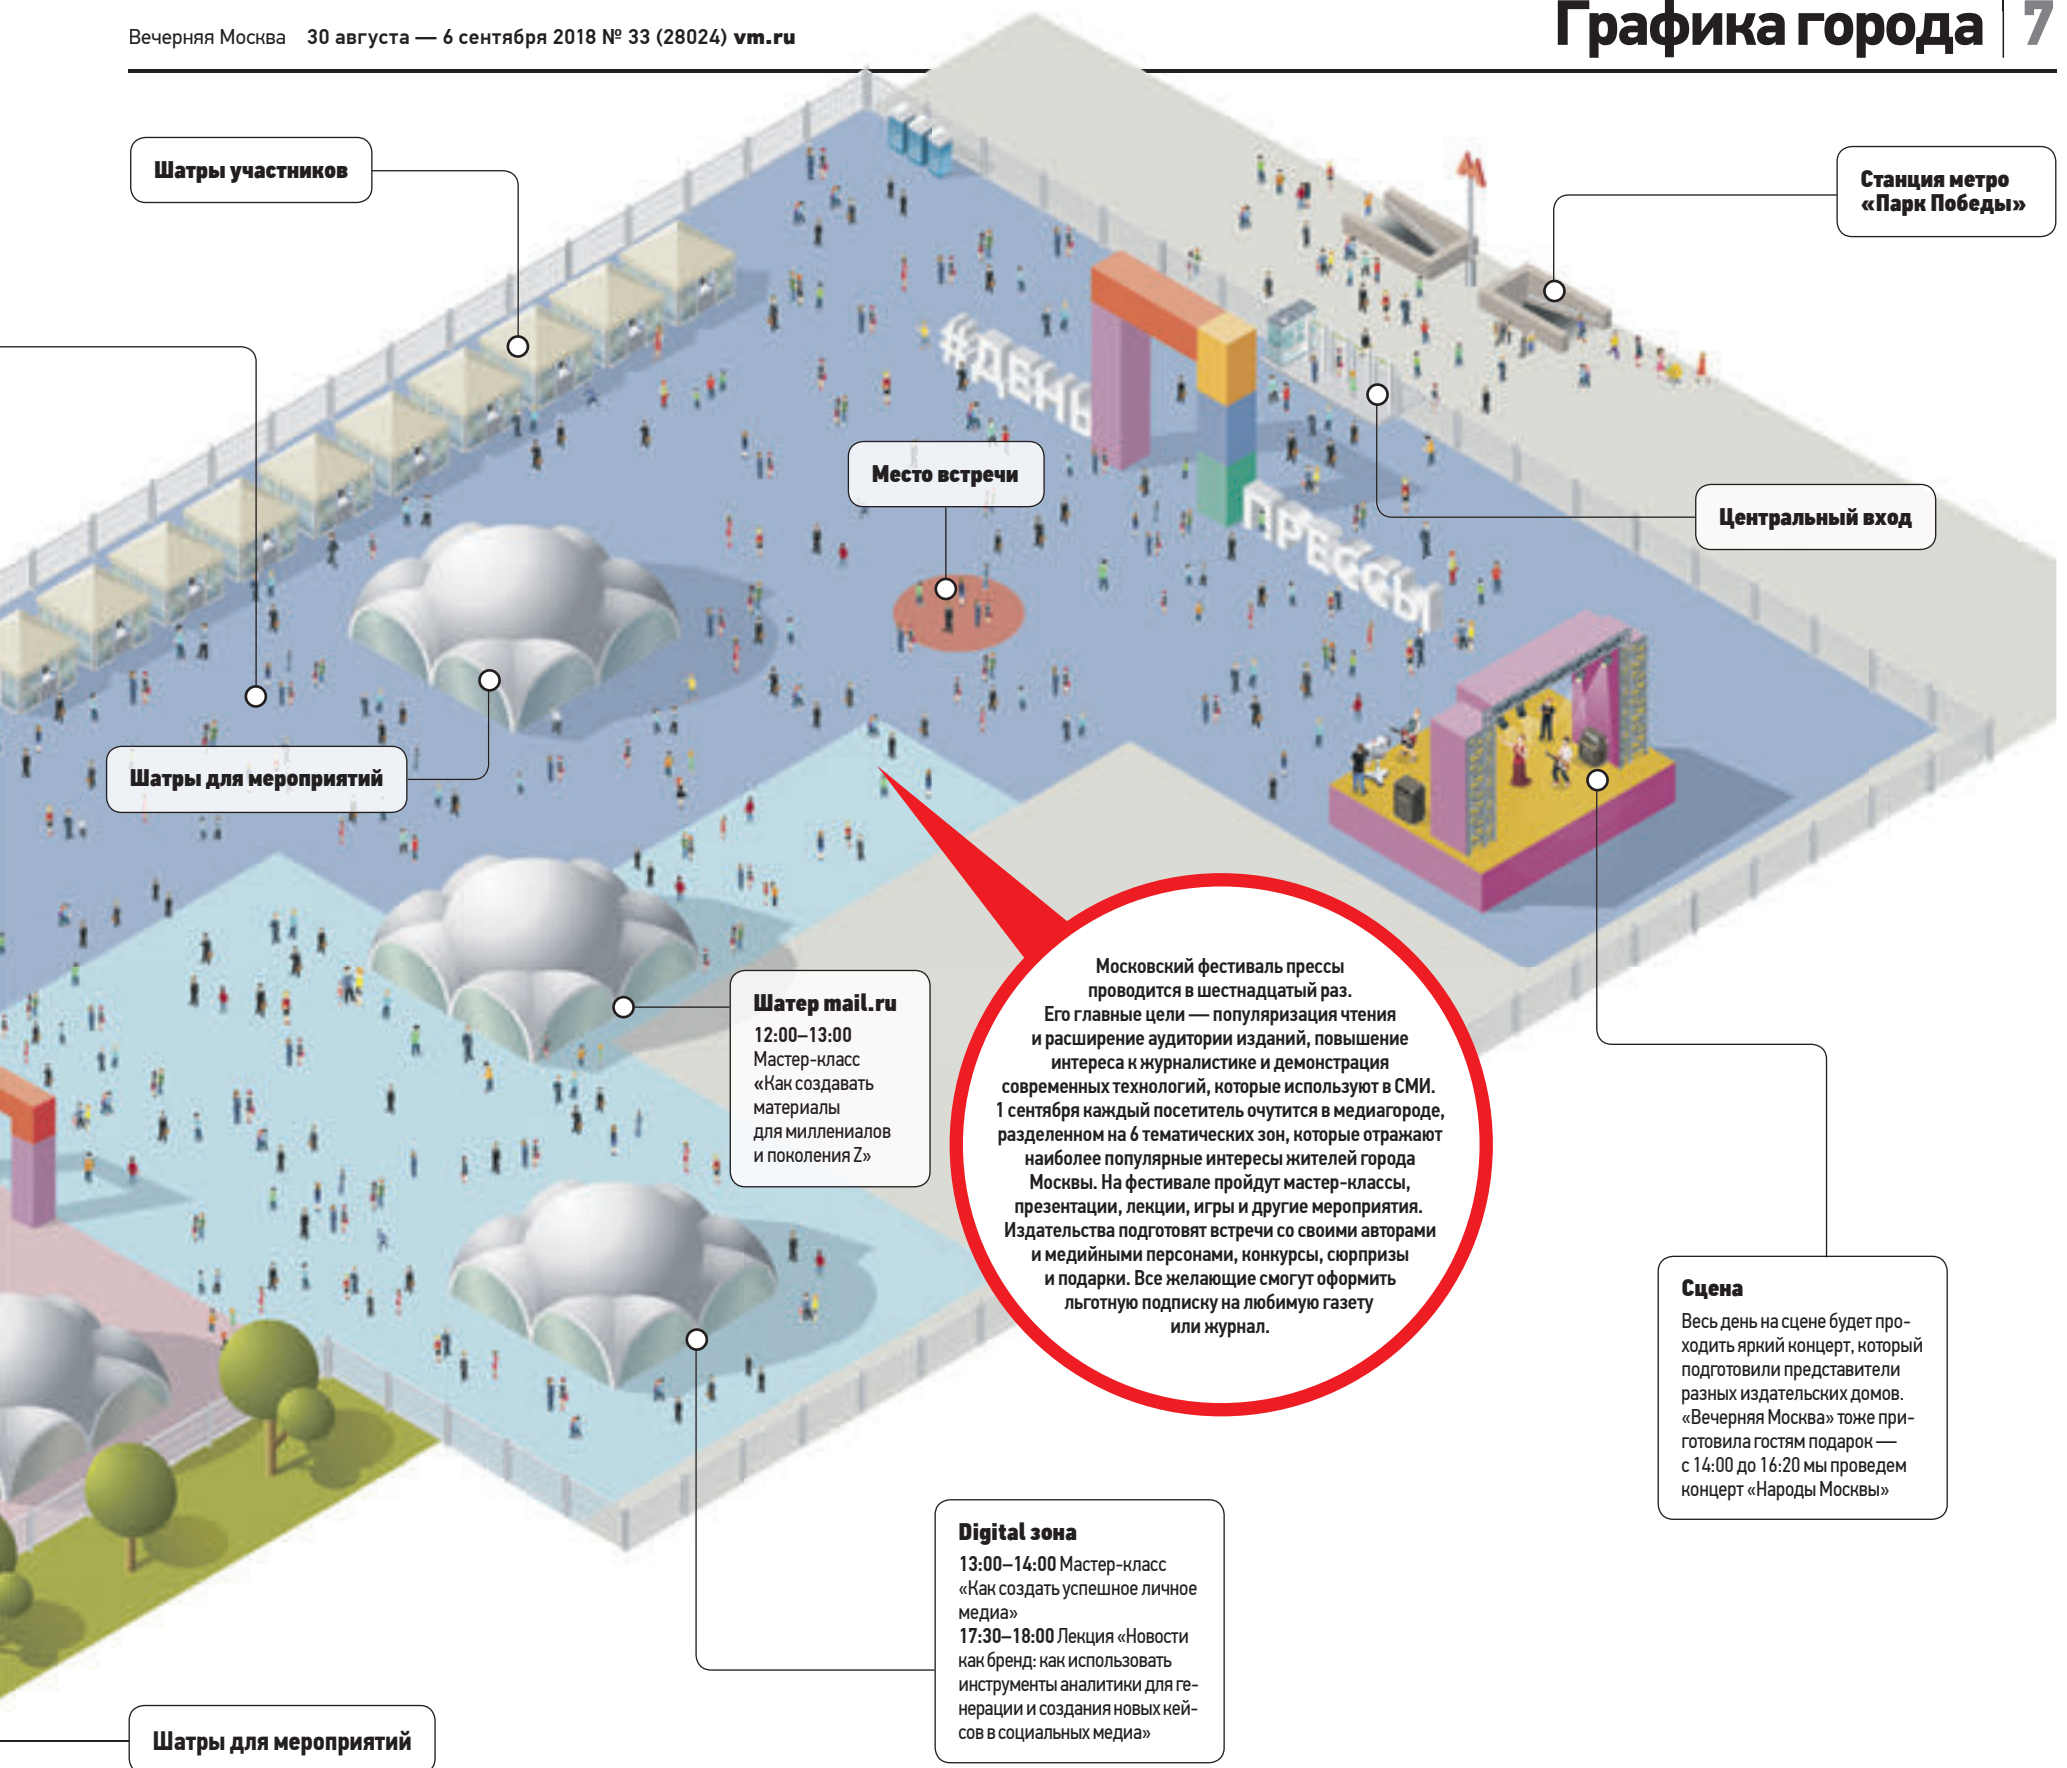 Вечерняя Москва 30 августа — 6 сентября 2018 № 33 (28024) vm.ru
Графика города 7
Шатры участников
Станция метро
«Парк Победы»
#ДЕНЬ
ПРЕССЫ
Место встречи
Центральный вход
Шатры для мероприятий
Шатер mail.ru
12:00–13:00
Мастер-класс
«Как создавать
материалы
для миллениалов
и поколения Z»
Московский фестиваль прессы
проводится в шестнадцатый раз.
Его главные цели — популяризация чтения
и расширение аудитории изданий, повышение
интереса к журналистике и демонстрация
современных технологий, которые используют в СМИ.
1 сентября каждый посетитель очутится в медиагороде,
разделенном на 6 тематических зон, которые отражают
наиболее популярные интересы жителей города
Москвы. На фестивале пройдут мастер-классы,
презентации, лекции, игры и другие мероприятия.
Издательства подготовят встречи со своими авторами
и медийными персонами, конкурсы, сюрпризы
и подарки. Все желающие смогут оформить
льготную подписку на любимую газету
или журнал.
Сцена
Весь день на сцене будет про-
ходить яркий концерт, который
подготовили представители
разных издательских домов.
«Вечерняя Москва» тоже при-
готовила гостям подарок —
с 14:00 до 16:20 мы проведем
концерт «Народы Москвы»
Digital зона
13:00–14:00 Мастер-класс
«Как создать успешное личное
медиа»
17:30–18:00 Лекция «Новости
как бренд: как использовать
инструменты аналитики для ге-
нерации и создания новых кей-
сов в социальных медиа»
Шатры для мероприятий